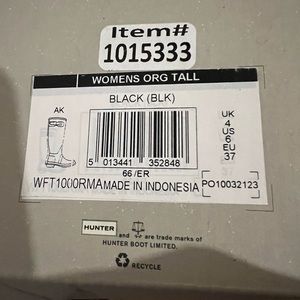 Item#
1015333
WOMENS ORG TALL
BLACK (BLK)
AK
UK
4
US
6
EU
37
5 013441 352848
66 /ER
WFT1000RMA MADE IN INDONESIA
PO10032123
HUNTER and are trade marks of
HUNTER BOOT LIMITED.
RECYCLE